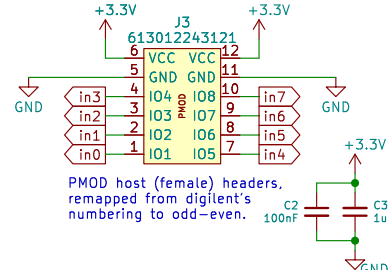 +3.3V
+3.3V
J3
613012243121
6 VCC VCC 12
5 GND GND 11
GND
GND
in3 4 IO4 IO8 10 in7
in2 3 IO3 IO7 9 in6
in1 2 IO2 IO6 8 in5
in0 1 IO1 IO5 7 in4
PMOD
+3.3V
PMOD host (female) headers,
remapped from digilent's
numbering to odd-even.
C2
100nF
C3
1u
GND